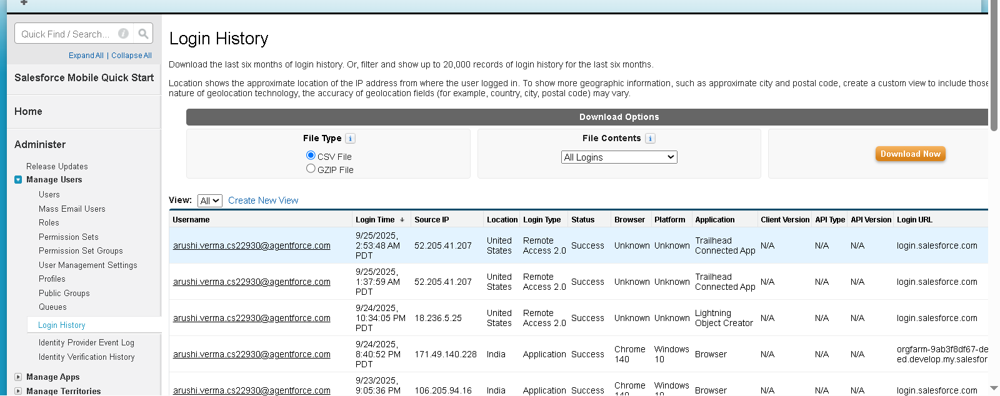 Quick Find / Search...
Expand All | Collapse All
Salesforce Mobile Quick Start
Home
Administer
Release Updates
Manage Users
Users
Mass Email Users
Roles
Permission Sets
Permission Set Groups
User Management Settings
Profiles
Public Groups
Queues
Login History
Identity Provider Event Log
Identity Verification History
Manage Apps
Manage Territories
Login History
Download the last six months of login history. Or, filter and show up to 20,000 records of login history for the last six months.
Location shows the approximate location of the IP address from where the user logged in. To show more geographic information, such as approximate city and postal code, create a custom view to include those
nature of geolocation technology, the accuracy of geolocation fields (for example, country, city, postal code) may vary.
Download Options
File Type
CSV File
GZIP File
File Contents
All Logins
Download Now
View: All Create New View
Username Login Time Source IP Location Login Type Status Browser Platform Application Client Version API Type API Version Login URL
arushi.verma.cs22930@agentforce.com 9/25/2025, 2:53:48 AM PDT 52.205.41.207 United States Remote Access 2.0 Success Unknown Unknown Trailhead Connected App N/A N/A N/A login.salesforce.com
arushi.verma.cs22930@agentforce.com 9/25/2025, 1:37:59 AM PDT 52.205.41.207 United States Remote Access 2.0 Success Unknown Unknown Trailhead Connected App N/A N/A N/A login.salesforce.com
arushi.verma.cs22930@agentforce.com 9/24/2025, 10:34:05 PM PDT 18.236.5.25 United States Remote Access 2.0 Success Unknown Unknown Lightning Object Creator N/A N/A N/A login.salesforce.com
arushi.verma.cs22930@agentforce.com 9/24/2025, 8:40:52 PM PDT 171.49.140.228 India Application Success Chrome 140 Windows 10 Browser N/A N/A N/A orgfarm-9ab3f8df67-de ed.develop.my.salesfor
arushi.verma.cs22930@agentforce.com 9/23/2025, 9:05:36 PM 106.205.94.16 India Application Success Chrome 140 Windows 10 Browser N/A N/A N/A login.salesforce.com